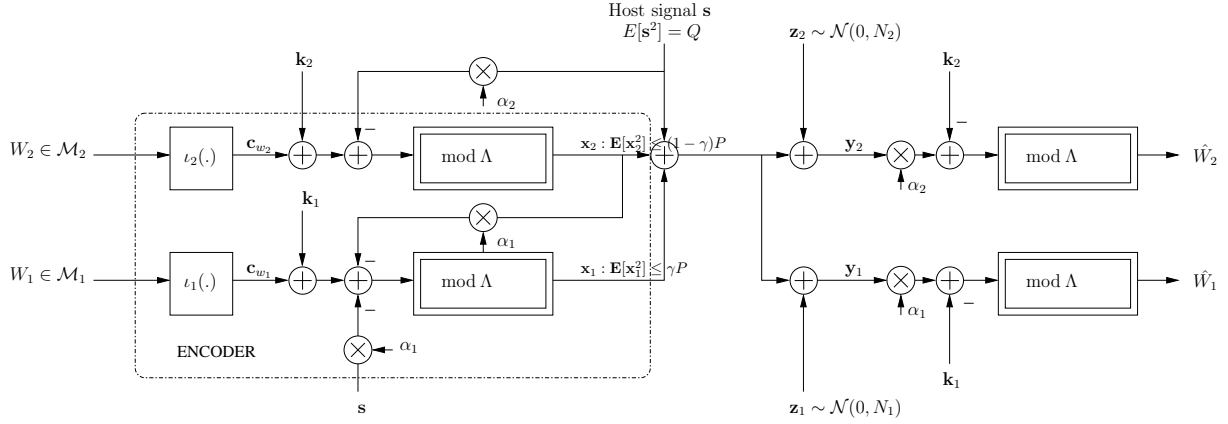 Host signal s
E[s²] = Q
z₂ ∼ 𝒩(0, N₂)
k₂
k₂
α₂
W₂ ∈ ℳ₂
ι₂(.)
c_{w₂}
−
mod Λ
x₂ : E[x₂²] ≤ (1 − γ)P
y₂
α₂
−
mod Λ
Ŵ₂
k₁
α₁
−
W₁ ∈ ℳ₁
ι₁(.)
c_{w₁}
−
mod Λ
x₁ : E[x₁²] ≤ γP
y₁
α₁
−
mod Λ
Ŵ₁
ENCODER
α₁
k₁
s
z₁ ∼ 𝒩(0, N₁)